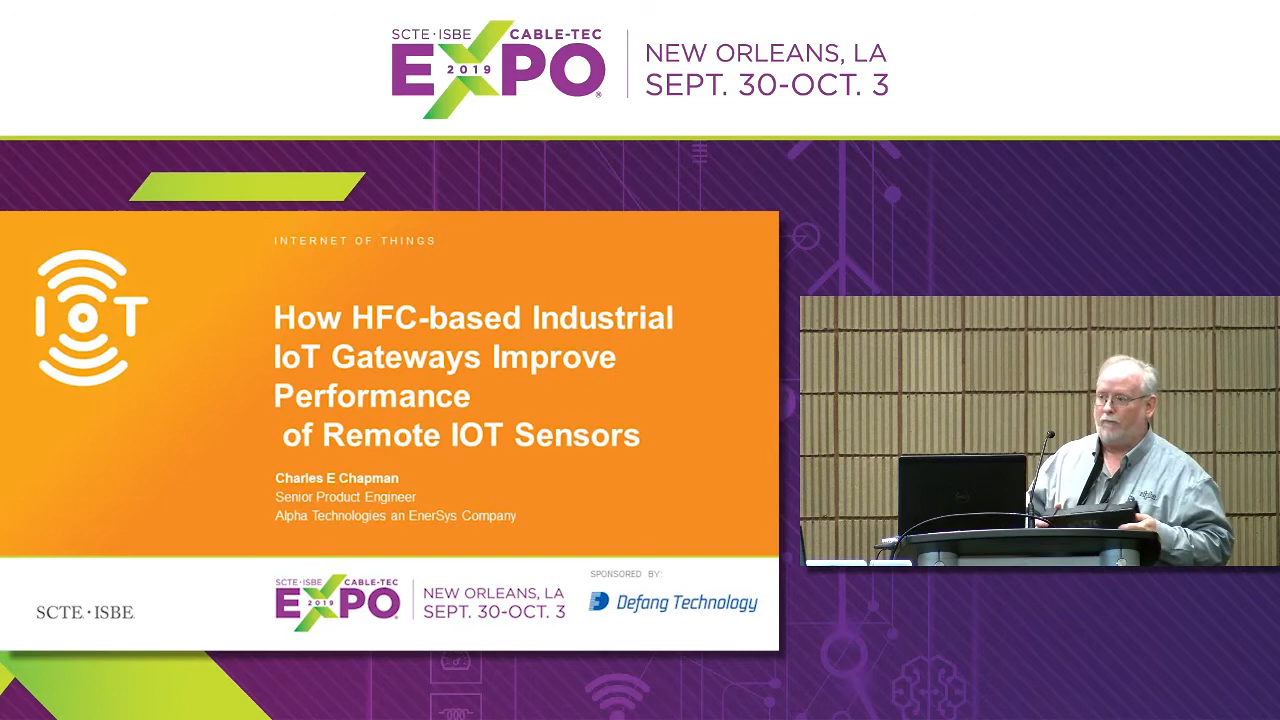 SCTE · ISBE CABLE-TEC
EXPO
2019
NEW ORLEANS, LA
SEPT. 30-OCT. 3
INTERNET OF THINGS
IOT
How HFC-based Industrial
IoT Gateways Improve
Performance
of Remote IOT Sensors
Charles E Chapman
Senior Product Engineer
Alpha Technologies an EnerSys Company
SCTE · ISBE
SCTE · ISBE CABLE-TEC
EXPO
2019
NEW ORLEANS, LA
SEPT. 30-OCT. 3
SPONSORED BY:
Defang Technology